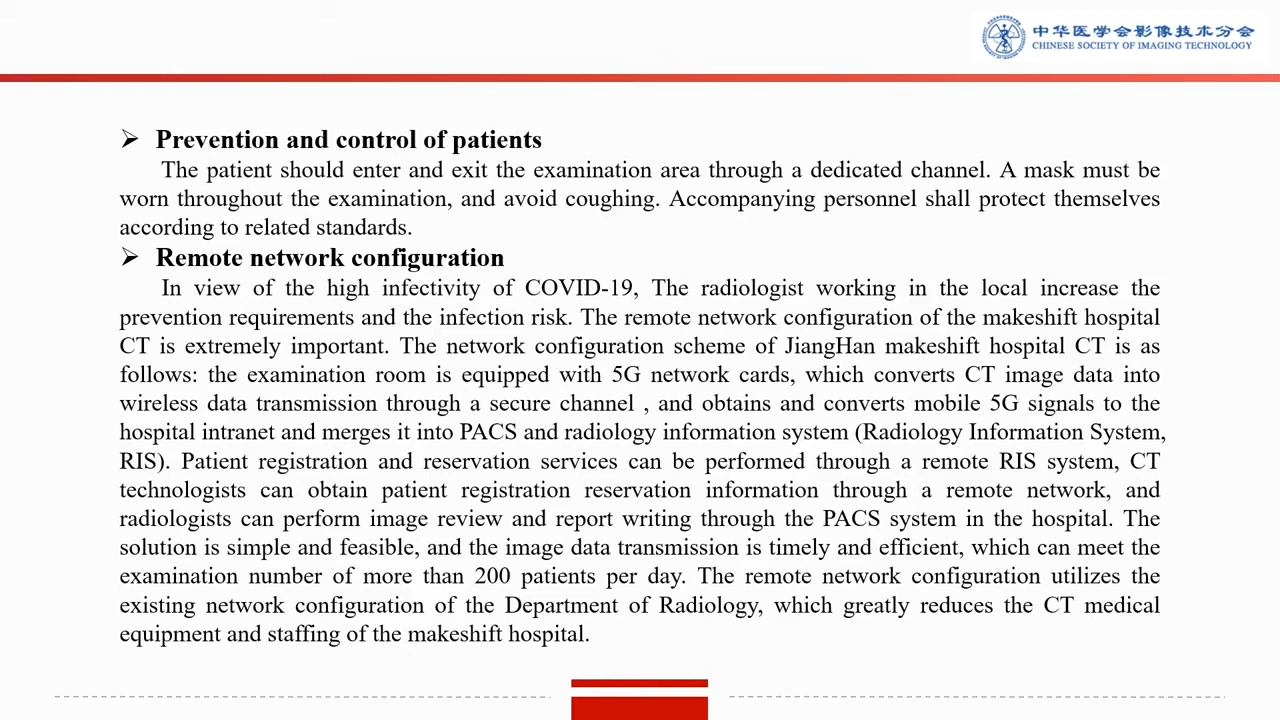 中华医学会影像技术分会
CHINESE SOCIETY OF IMAGING TECHNOLOGY
Prevention and control of patients
The patient should enter and exit the examination area through a dedicated channel. A mask must be
worn throughout the examination, and avoid coughing. Accompanying personnel shall protect themselves
according to related standards.
Remote network configuration
In view of the high infectivity of COVID-19, The radiologist working in the local increase the
prevention requirements and the infection risk. The remote network configuration of the makeshift hospital
CT is extremely important. The network configuration scheme of JiangHan makeshift hospital CT is as
follows: the examination room is equipped with 5G network cards, which converts CT image data into
wireless data transmission through a secure channel , and obtains and converts mobile 5G signals to the
hospital intranet and merges it into PACS and radiology information system (Radiology Information System,
RIS). Patient registration and reservation services can be performed through a remote RIS system, CT
technologists can obtain patient registration reservation information through a remote network, and
radiologists can perform image review and report writing through the PACS system in the hospital. The
solution is simple and feasible, and the image data transmission is timely and efficient, which can meet the
examination number of more than 200 patients per day. The remote network configuration utilizes the
existing network configuration of the Department of Radiology, which greatly reduces the CT medical
equipment and staffing of the makeshift hospital.